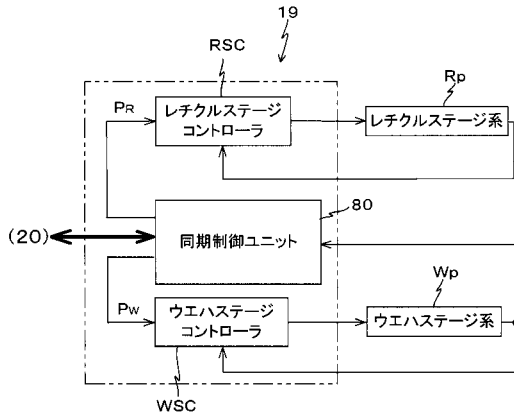 19
RSC
Rp
PR
レチクルステージ
コントローラ
レチクルステージ系
80
(20)
同期制御ユニット
Wp
Pw
ウエハステージ
コントローラ
ウエハステージ系
WSC